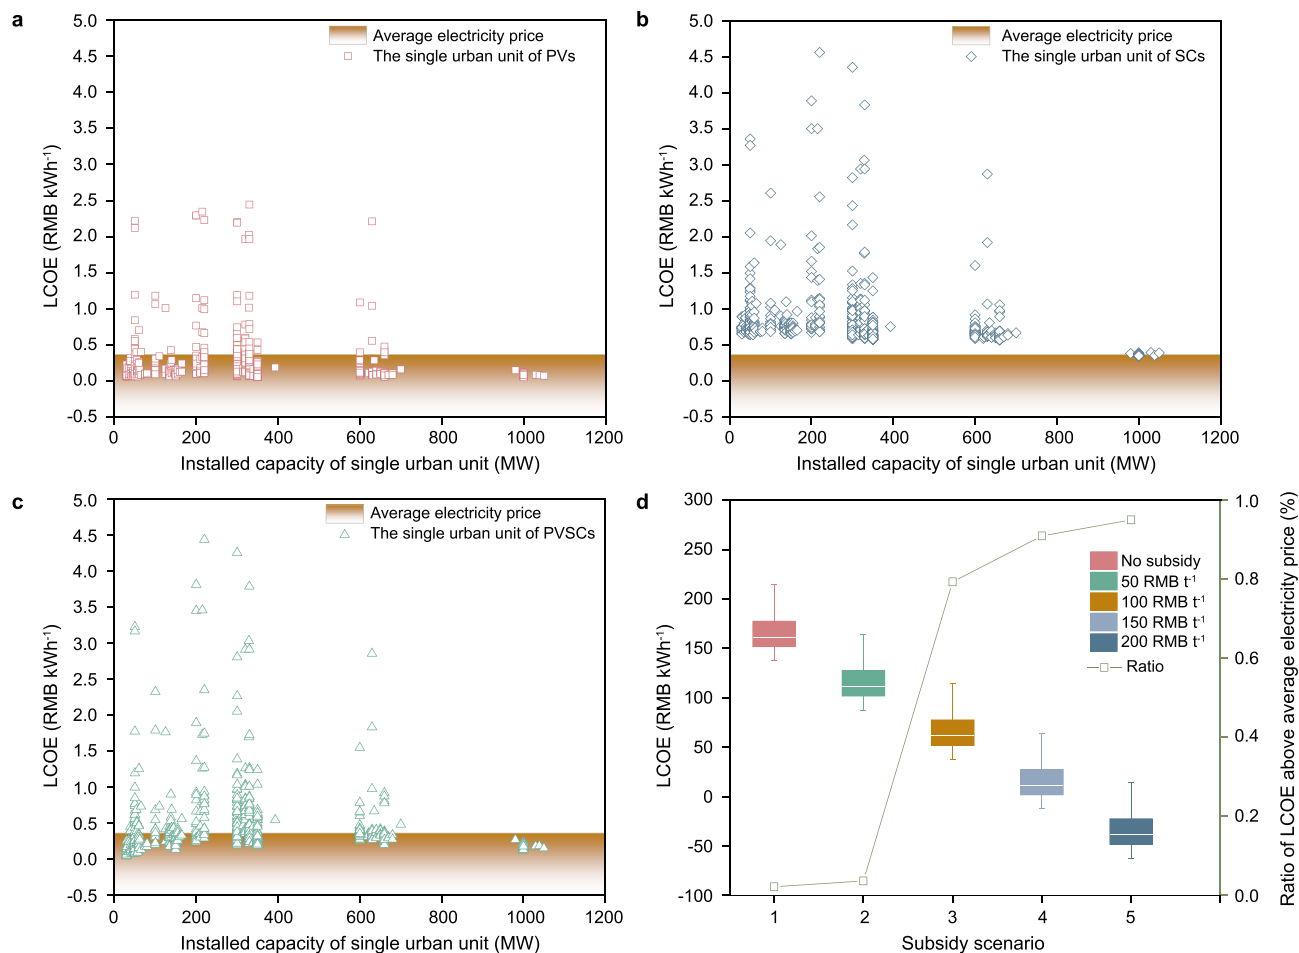 a
5.0
4.5
4.0
3.5
3.0
2.5
2.0
1.5
1.0
0.5
0.0
-0.5
LCOE (RMB kWh⁻¹)
Average electricity price
The single urban unit of PVs
0 200 400 600 800 1000 1200
Installed capacity of single urban unit (MW)
b
5.0
4.5
4.0
3.5
3.0
2.5
2.0
1.5
1.0
0.5
0.0
-0.5
LCOE (RMB kWh⁻¹)
Average electricity price
The single urban unit of SCs
0 200 400 600 800 1000 1200
Installed capacity of single urban unit (MW)
c
5.0
4.5
4.0
3.5
3.0
2.5
2.0
1.5
1.0
0.5
0.0
-0.5
LCOE (RMB kWh⁻¹)
Average electricity price
The single urban unit of PVSCs
0 200 400 600 800 1000 1200
Installed capacity of single urban unit (MW)
d
300
250
200
150
100
50
0
-50
-100
LCOE (RMB kWh⁻¹)
No subsidy
50 RMB t⁻¹
100 RMB t⁻¹
150 RMB t⁻¹
200 RMB t⁻¹
Ratio
1.0
0.8
0.6
0.4
0.2
0.0
Ratio of LCOE above average electricity price (%)
1 2 3 4 5
Subsidy scenario